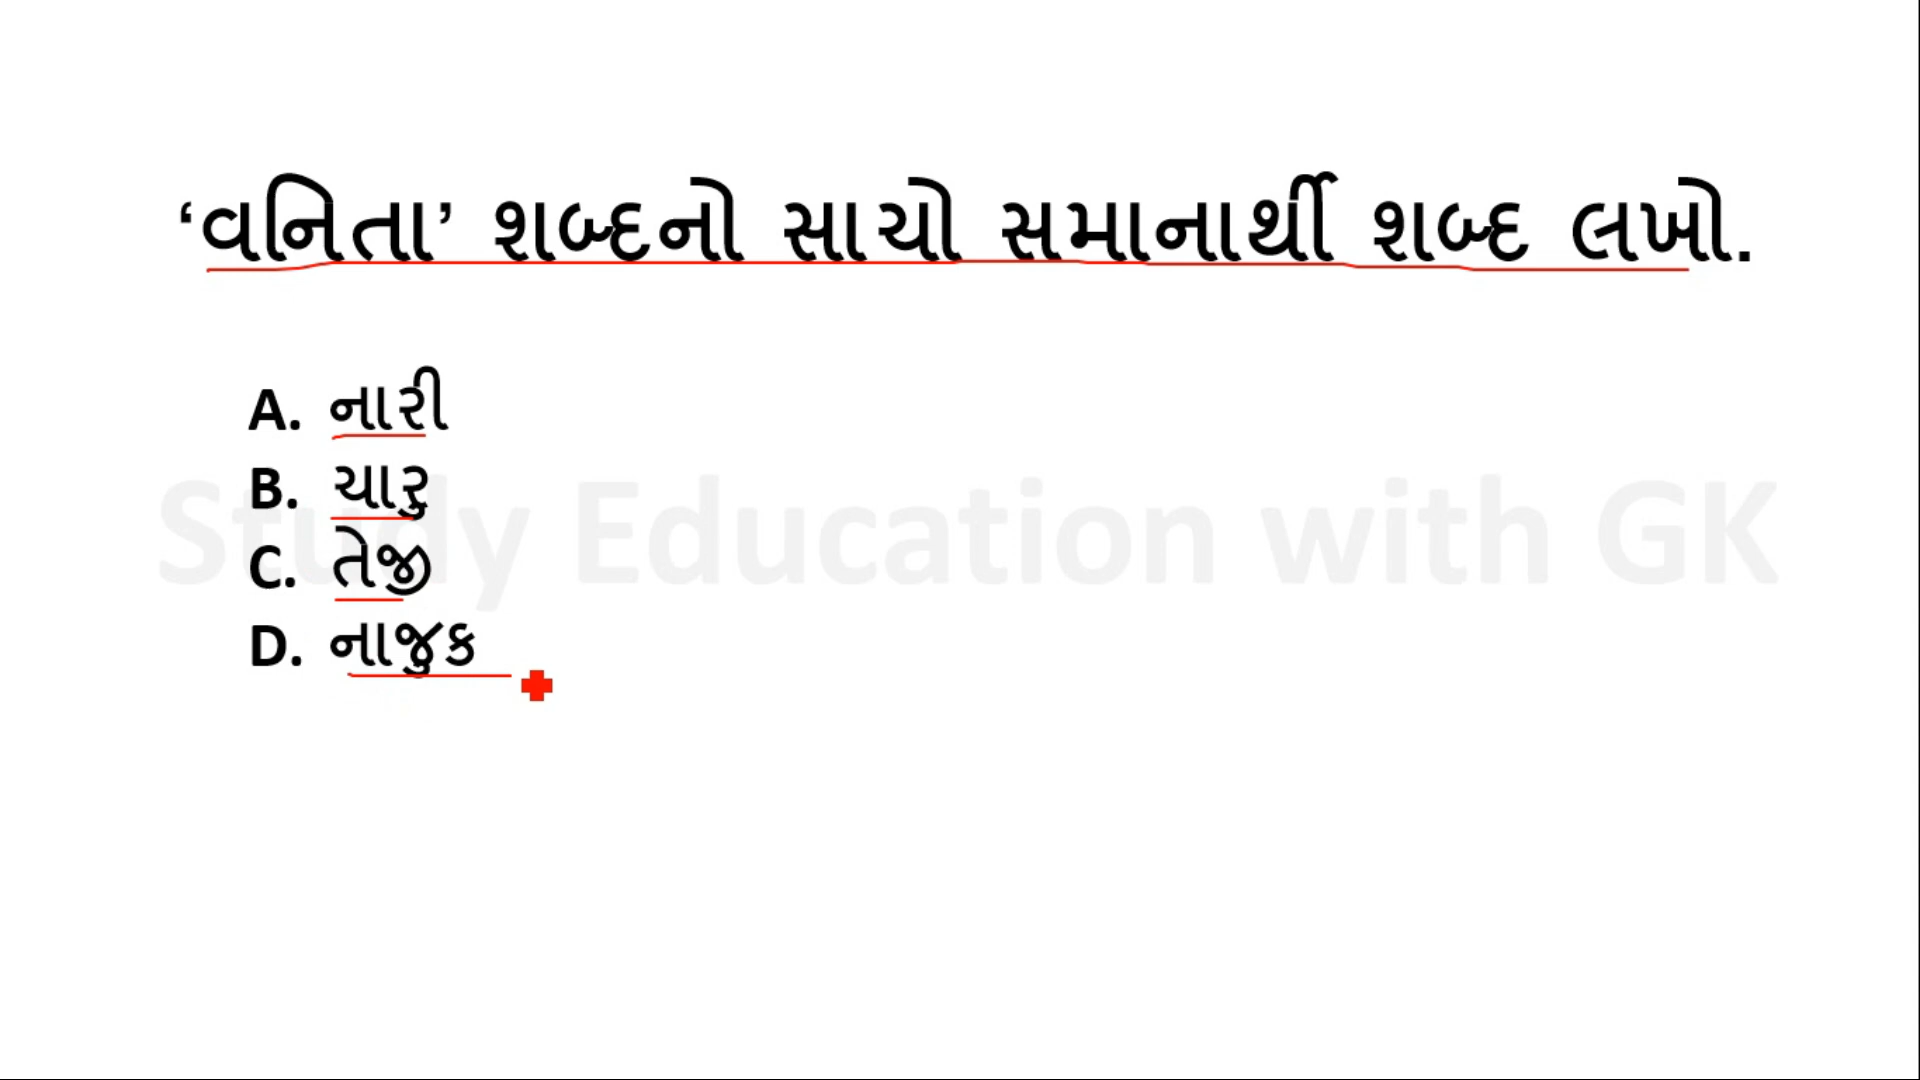 ‘વનિતા’ શબ્દનો સાચો સમાનાર્થી શબ્દ લખો.
A. નારી
B. ચારુ
Study Education with GK
C. તેજી
D. નાજુક